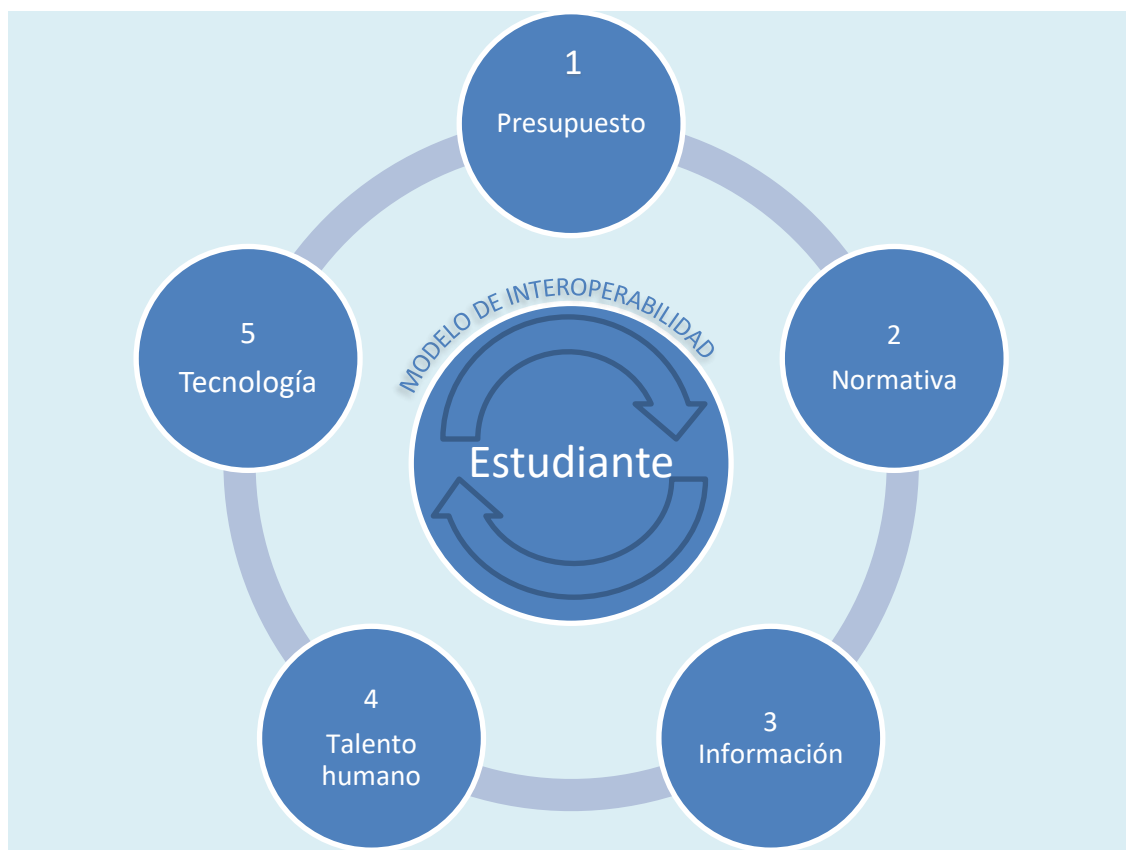 1
Presupuesto
2
Normativa
3
Información
4
Talento
humano
5
Tecnología
MODELO DE INTEROPERABILIDAD
Estudiante